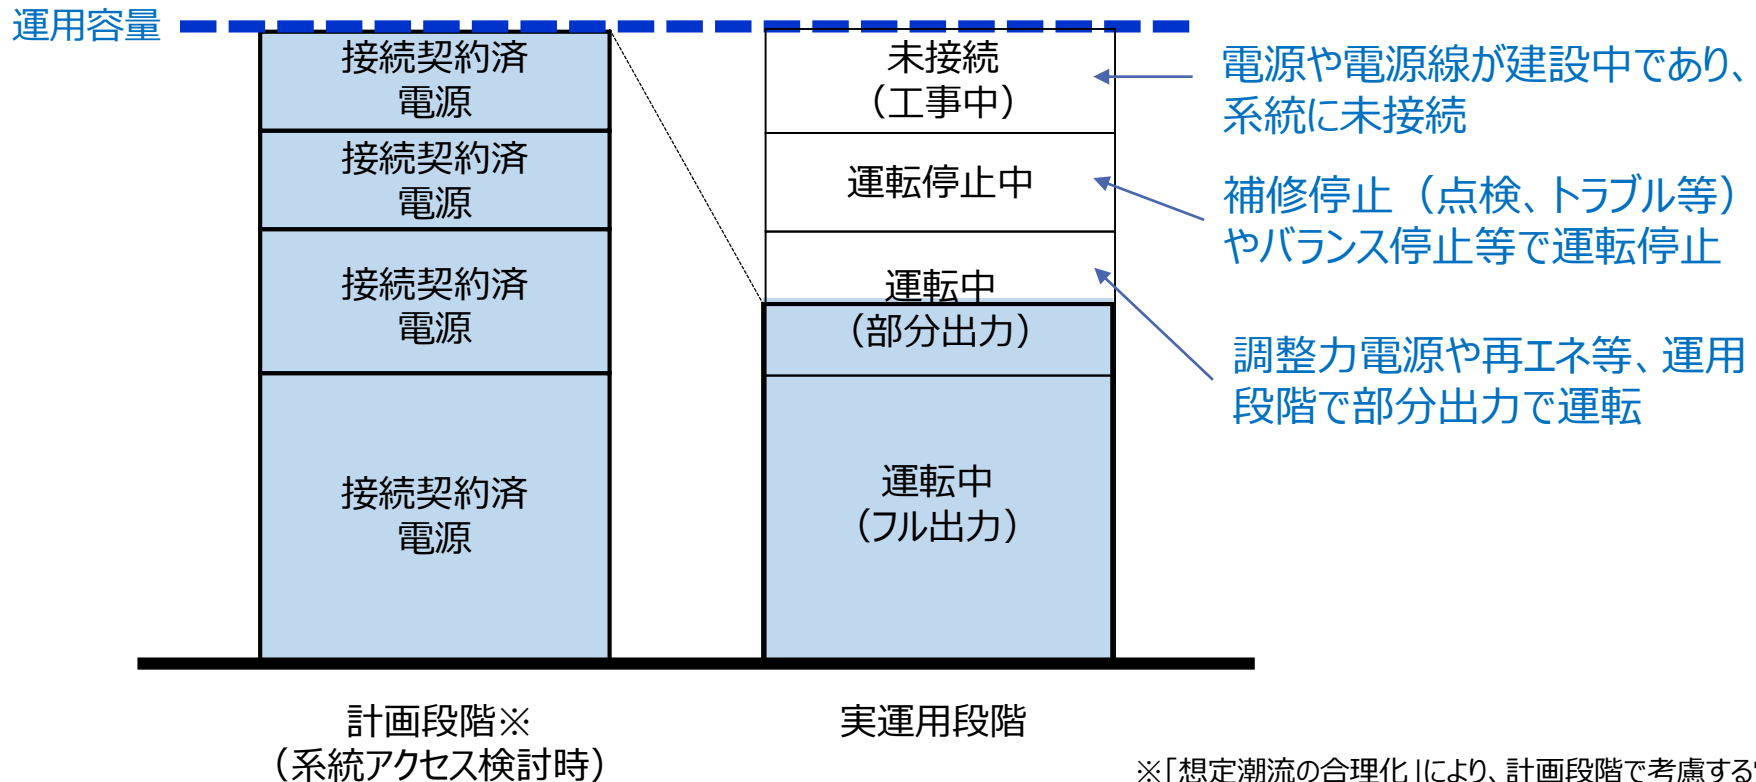 運用容量
接続契約済
電源
接続契約済
電源
接続契約済
電源
接続契約済
電源
未接続
（工事中）
運転停止中
運転中
（部分出力）
運転中
（フル出力）
電源や電源線が建設中であり、
系統に未接続
補修停止（点検、トラブル等）
やバランス停止等で運転停止
調整力電源や再エネ等、運用
段階で部分出力で運転
計画段階※
（系統アクセス検討時）
実運用段階
※「想定潮流の合理化」により、計画段階で考慮する